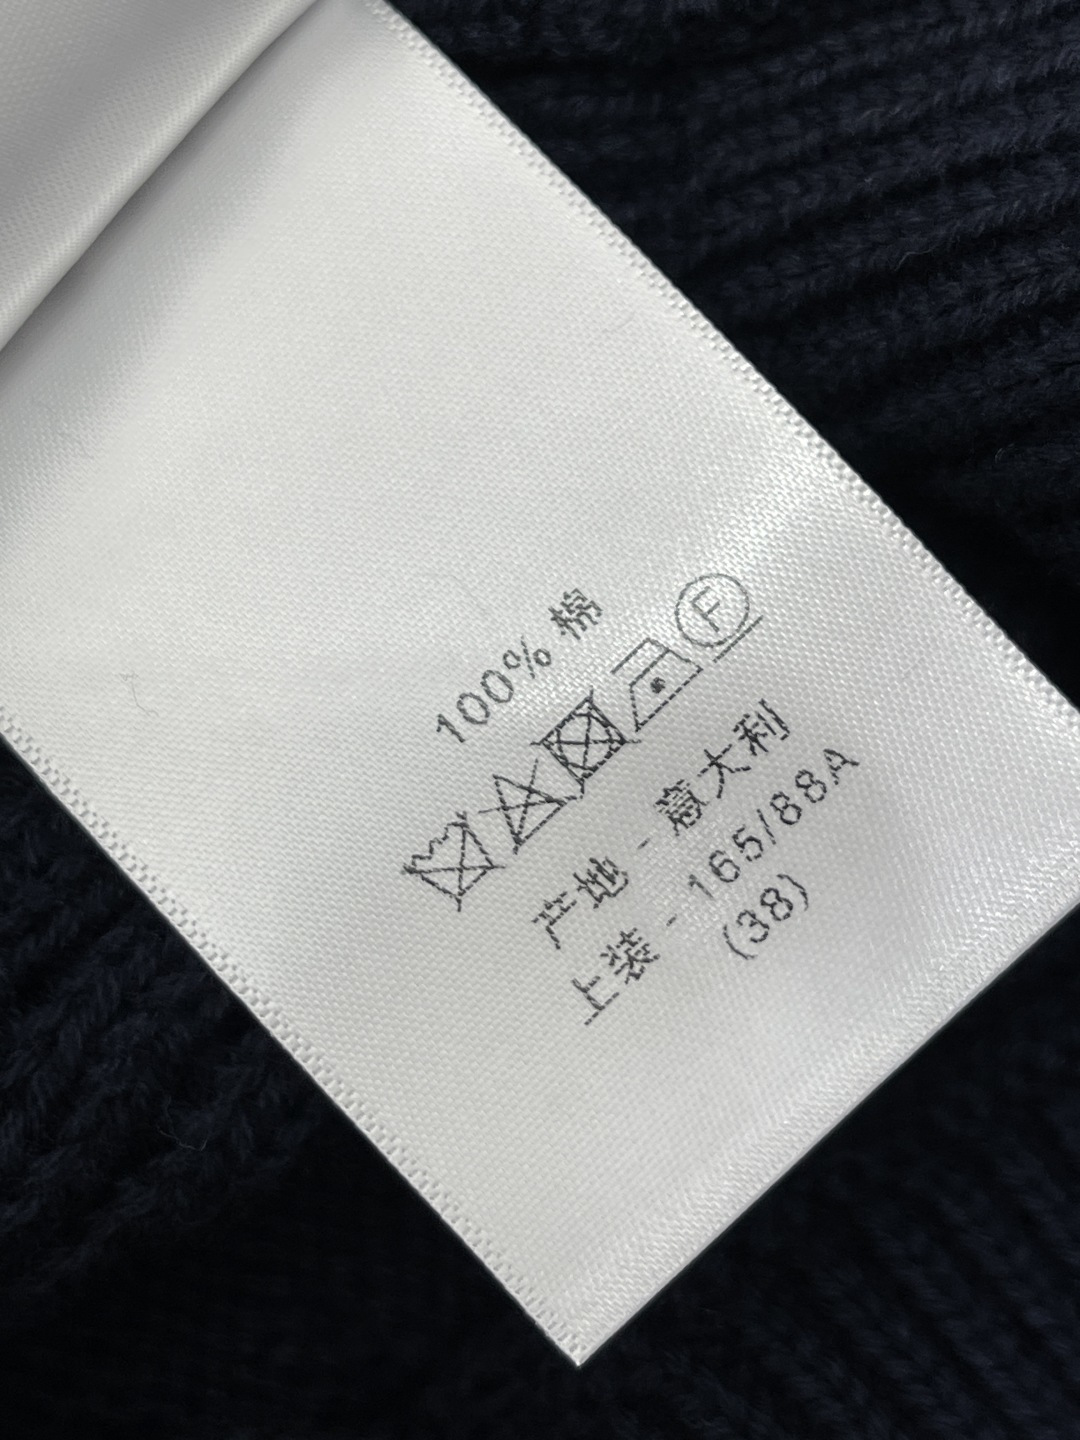 100% 棉
F
产地 - 意大利
上装 - 165/88A
(38)